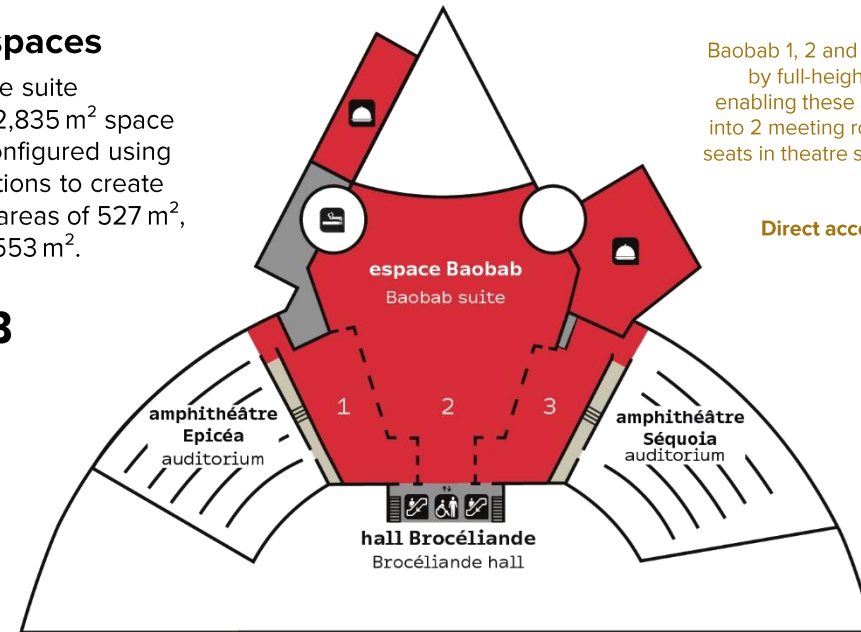 spaces
e suite
2,835 m² space
onfigured using
tions to create
areas of 527 m²,
553 m².
Baobab 1, 2 and
by full-heigh
enabling these
into 2 meeting ro
seats in theatre s
Direct acce
espace Baobab
Baobab suite
1
2
3
amphithéâtre
Epicéa
auditorium
amphithéâtre
Séquoia
auditorium
hall Brocéliande
Brocéliande hall